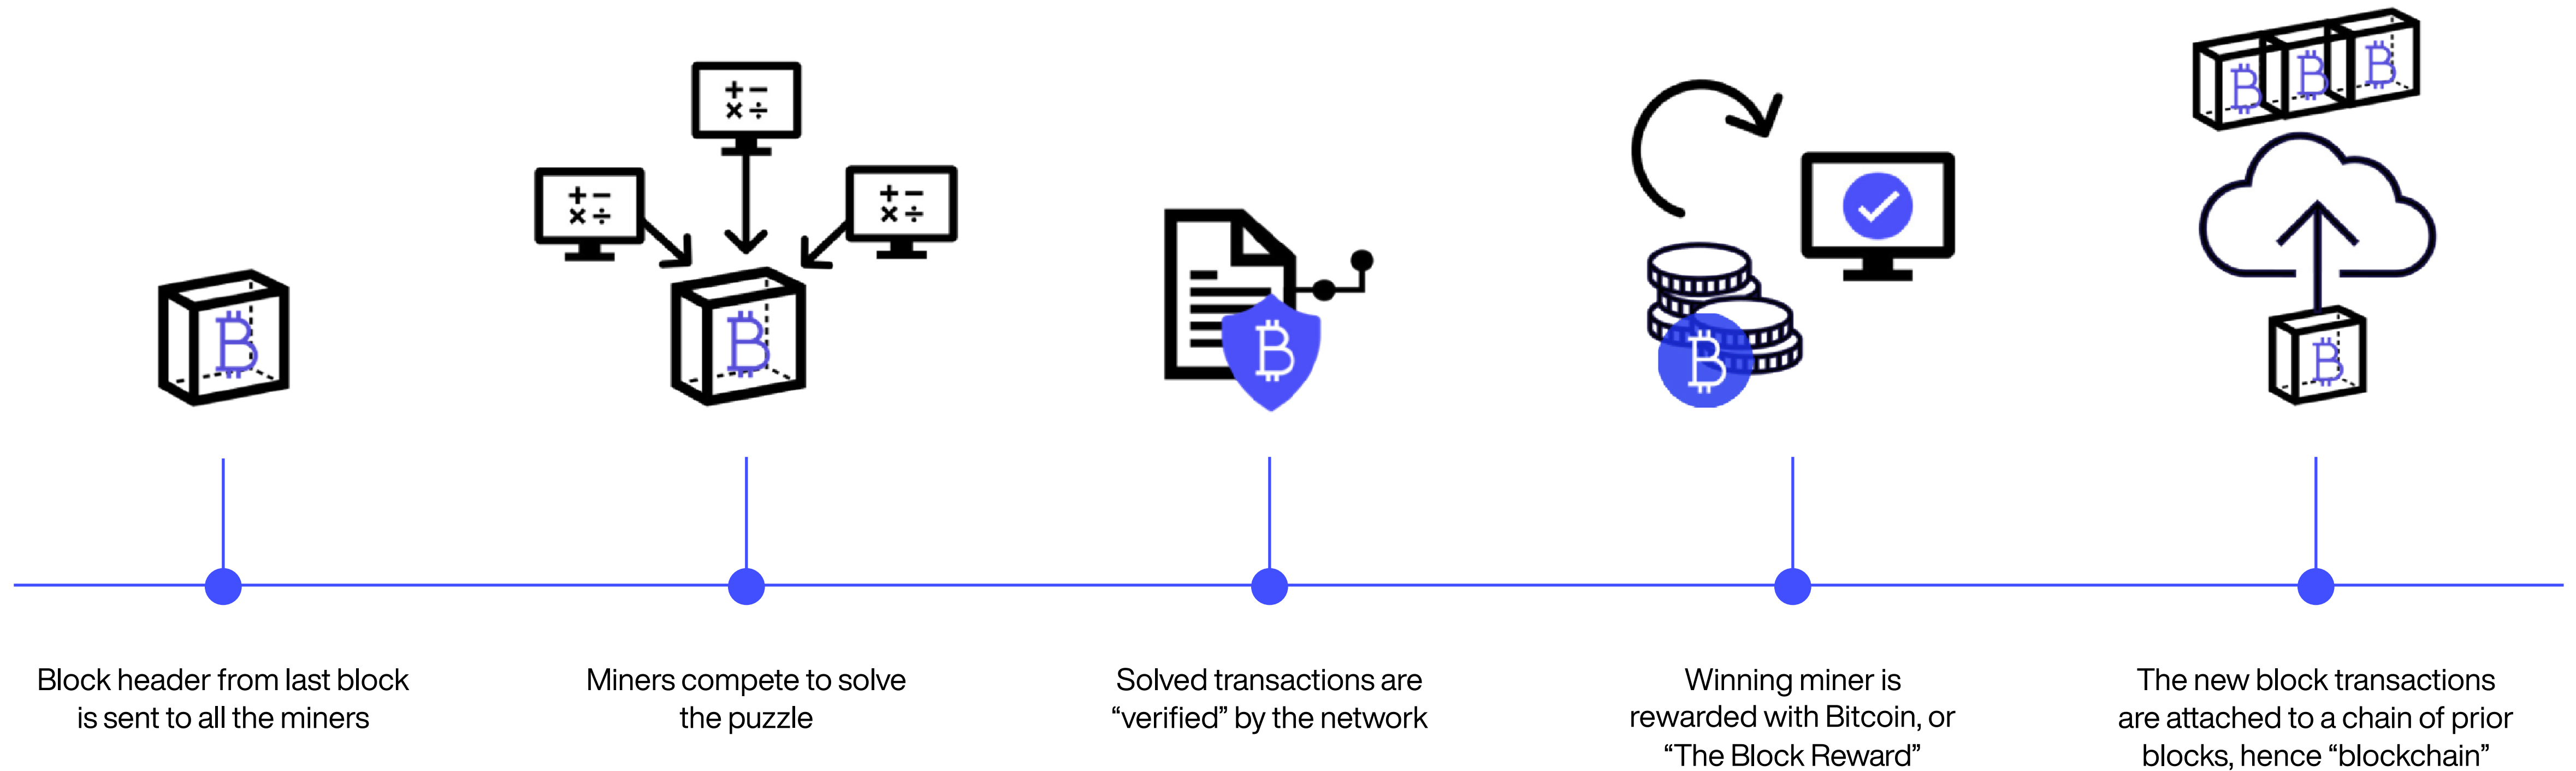 Block header from last block
is sent to all the miners
Miners compete to solve
the puzzle
Solved transactions are
“verified” by the network
Winning miner is
rewarded with Bitcoin, or
“The Block Reward”
The new block transactions
are attached to a chain of prior
blocks, hence “blockchain”